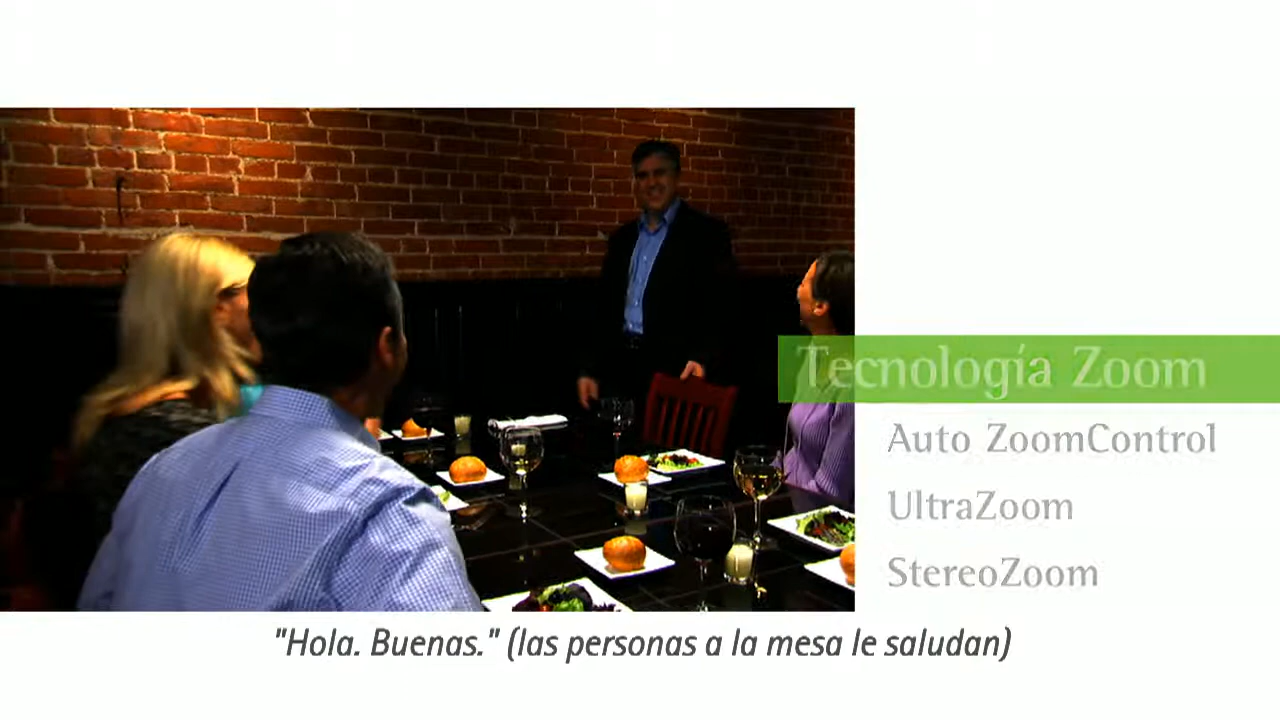 Tecnología Zoom
Auto ZoomControl
UltraZoom
StereoZoom
"Hola. Buenas." (las personas a la mesa le saludan)